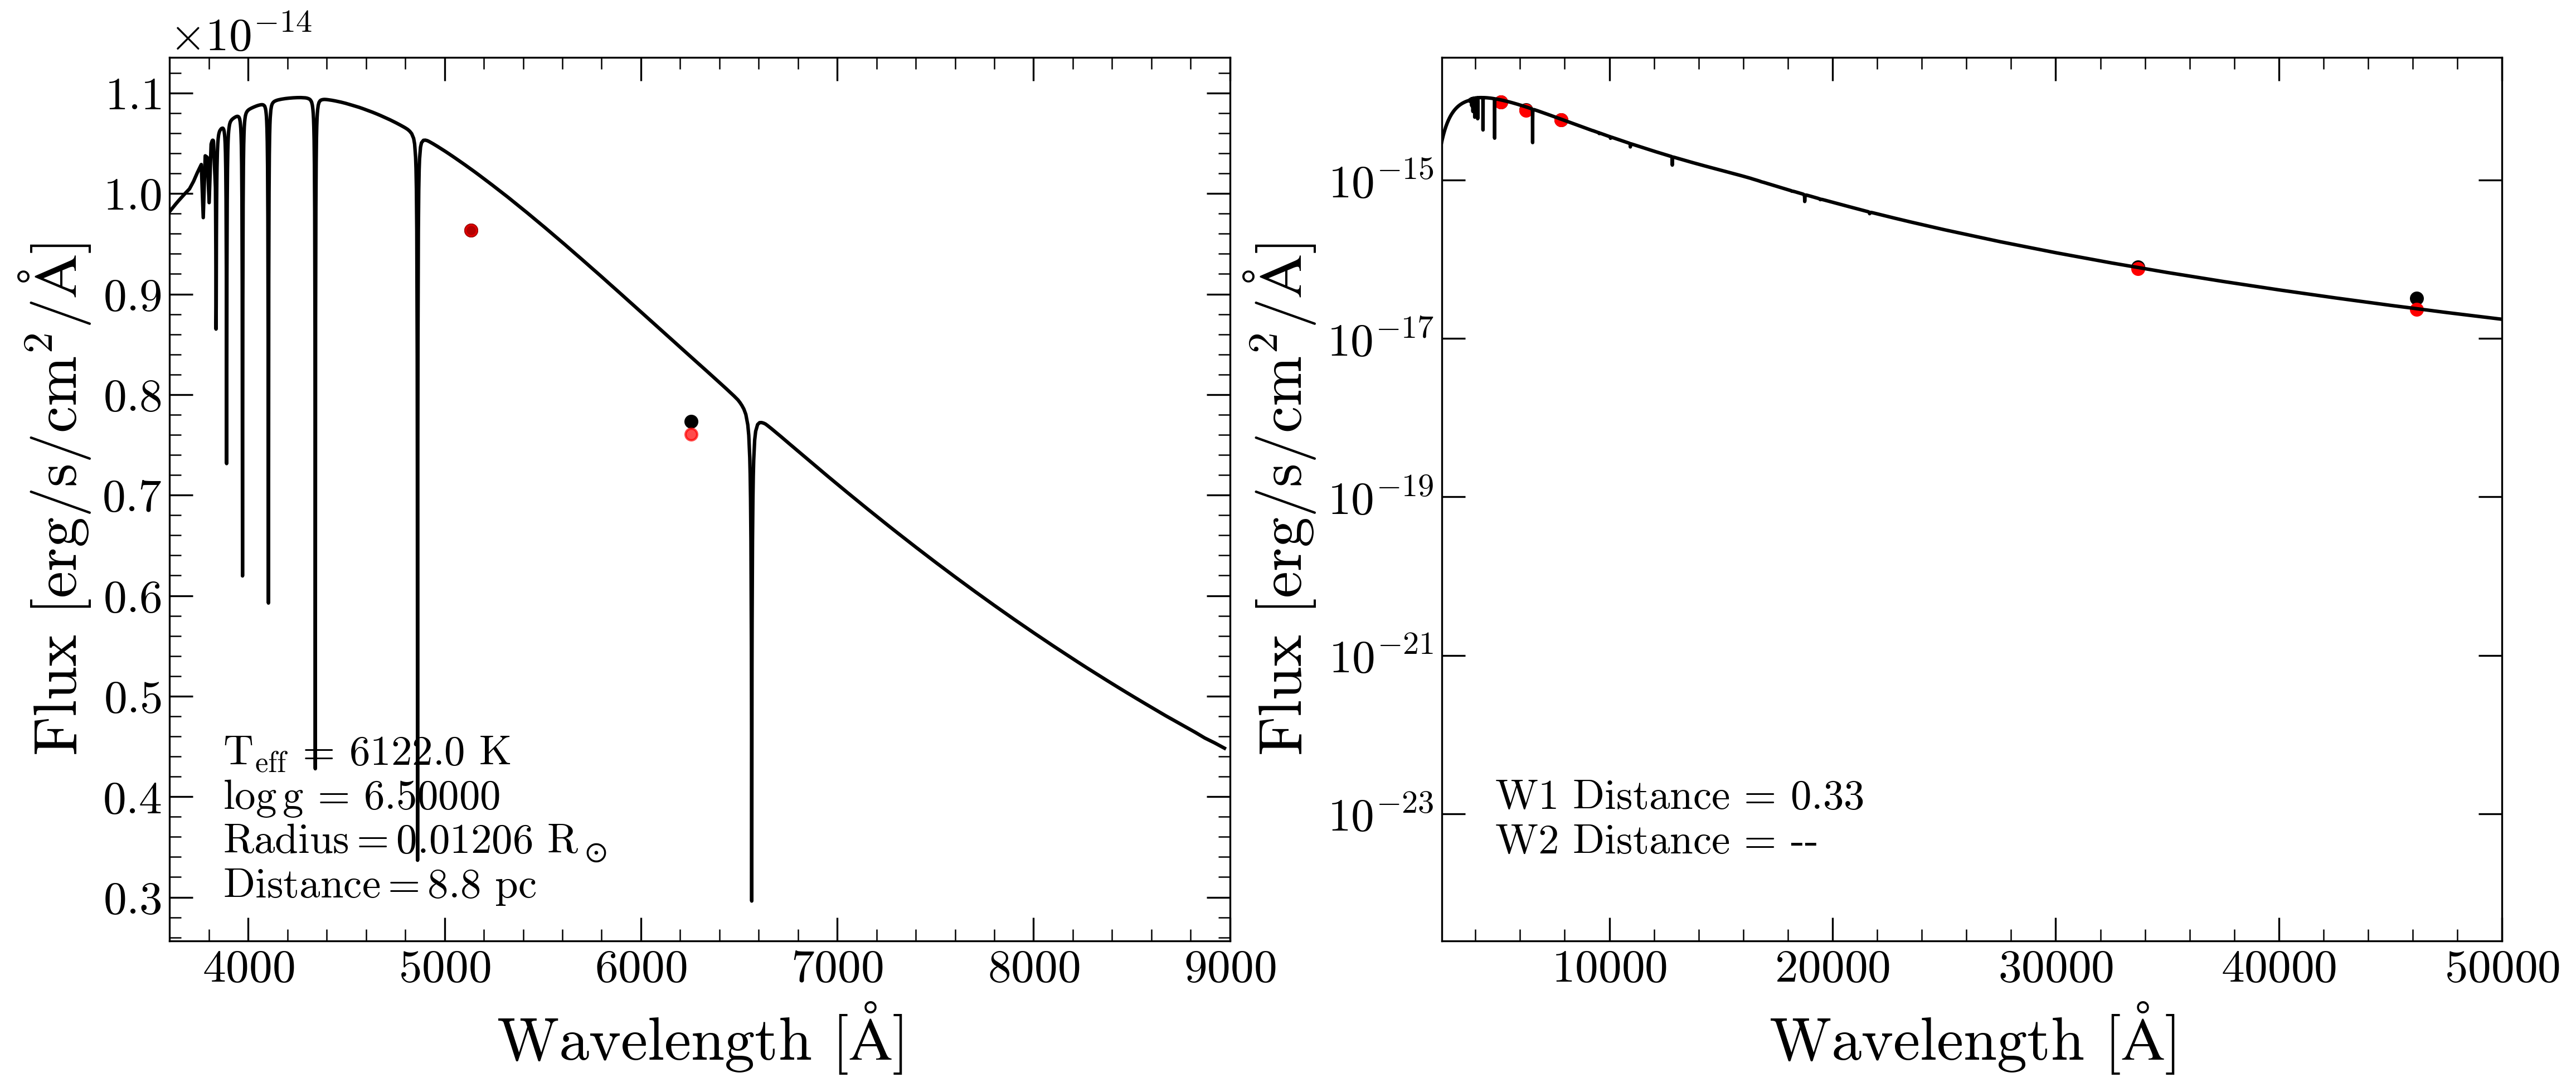 ×10⁻¹⁴
1.1
1.0
0.9
0.8
0.7
0.6
0.5
0.4
0.3
Flux [erg/s/cm²/Å]
T_eff = 6122.0 K
log g = 6.50000
Radius = 0.01206 R_⊙
Distance = 8.8 pc
4000 5000 6000 7000 8000 9000
Wavelength [Å]
10⁻¹⁵
10⁻¹⁷
10⁻¹⁹
10⁻²¹
10⁻²³
Flux [erg/s/cm²/Å]
W1 Distance = 0.33
W2 Distance = --
10000 20000 30000 40000 50000
Wavelength [Å]